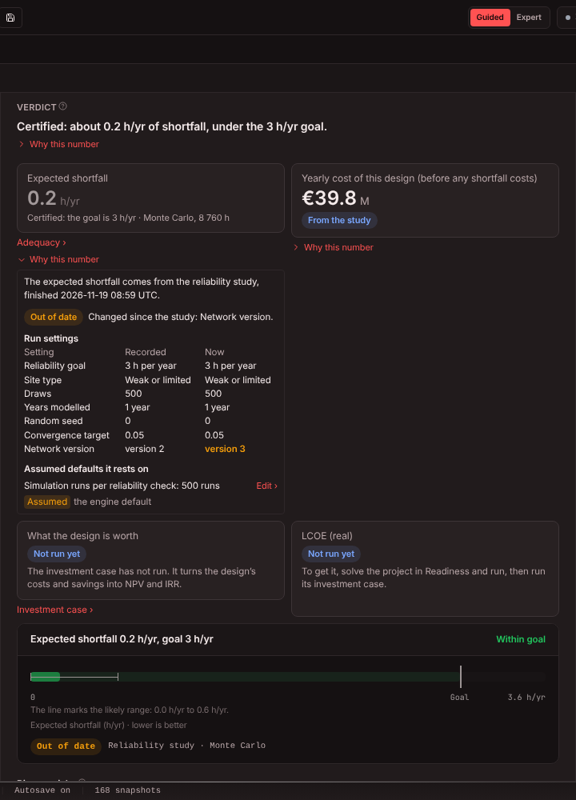 Guided Expert
VERDICT
Certified: about 0.2 h/yr of shortfall, under the 3 h/yr goal.
Why this number
Expected shortfall
0.2 h/yr
Certified: the goal is 3 h/yr · Monte Carlo, 8 760 h
Adequacy ›
Yearly cost of this design (before any shortfall costs)
€39.8 M
From the study
Why this number
Why this number
The expected shortfall comes from the reliability study,
finished 2026-11-19 08:59 UTC.
Out of date Changed since the study: Network version.
Run settings
Setting Recorded Now
Reliability goal 3 h per year 3 h per year
Site type Weak or limited Weak or limited
Draws 500 500
Years modelled 1 year 1 year
Random seed 0 0
Convergence target 0.05 0.05
Network version version 2 version 3
Assumed defaults it rests on
Simulation runs per reliability check: 500 runs Edit ›
Assumed the engine default
What the design is worth
Not run yet
The investment case has not run. It turns the design's
costs and savings into NPV and IRR.
Investment case ›
LCOE (real)
Not run yet
To get it, solve the project in Readiness and run, then run
its investment case.
Expected shortfall 0.2 h/yr, goal 3 h/yr Within goal
0 Goal 3.6 h/yr
The line marks the likely range: 0.0 h/yr to 0.6 h/yr.
Expected shortfall (h/yr) · lower is better
Out of date Reliability study · Monte Carlo
Autosave on 168 snapshots